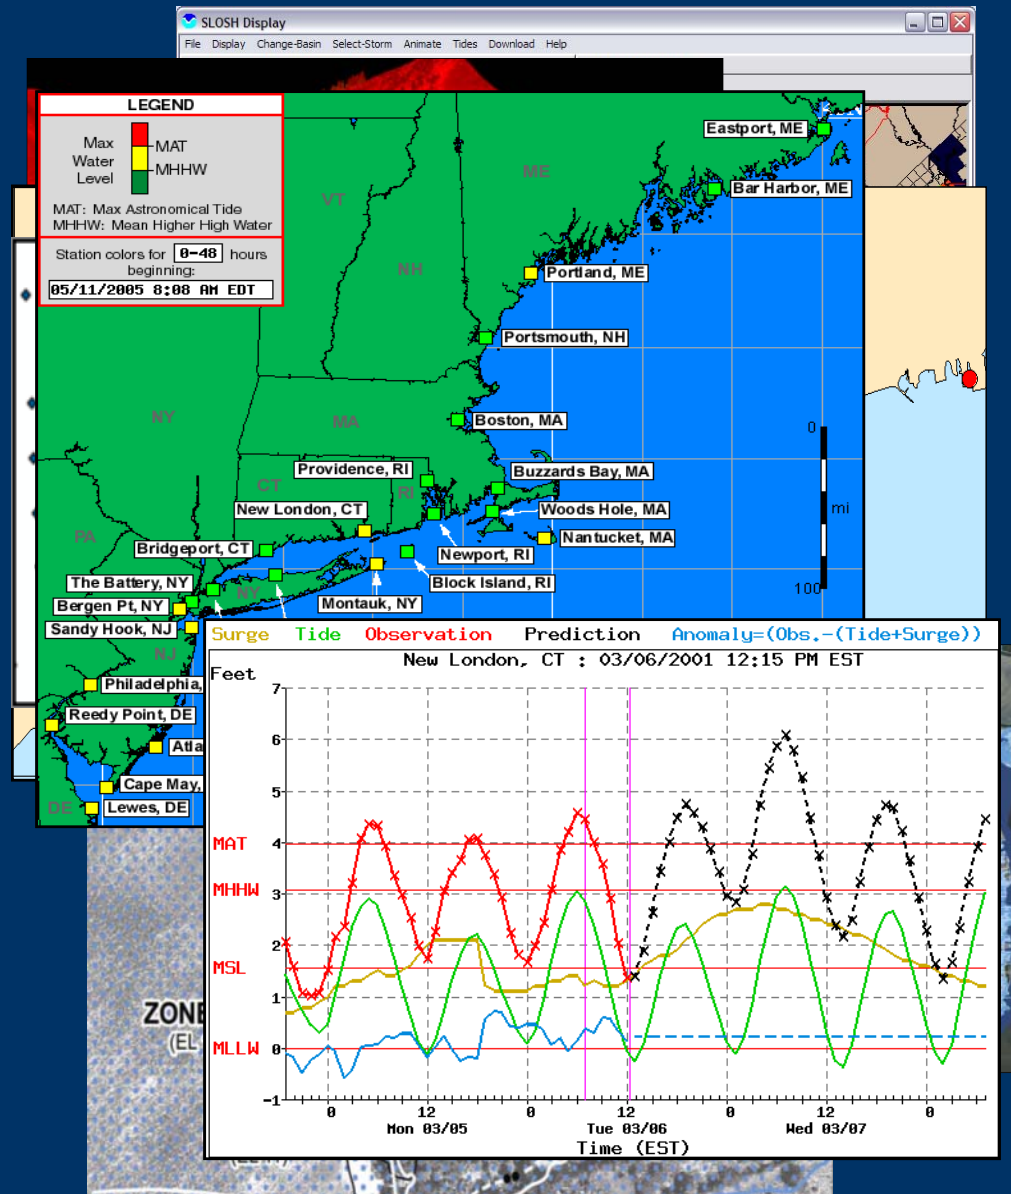 SLOSH Display
File Display Change-Basin Select-Storm Animate Tides Download Help
LEGEND
Max Water Level
MAT
MHHW
MAT: Max Astronomical Tide
MHHW: Mean Higher High Water
Station colors for 0-48 hours
beginning:
05/11/2005 8:08 AM EDT
VT
ME
NH
NY
MA
CT
RI
PA
NY
NJ
DE
Eastport, ME
Bar Harbor, ME
Portland, ME
Portsmouth, NH
Boston, MA
Providence, RI
Buzzards Bay, MA
New London, CT
Woods Hole, MA
Nantucket, MA
Bridgeport, CT
Newport, RI
The Battery, NY
Block Island, RI
Bergen Pt, NY
Montauk, NY
Sandy Hook, NJ
Philadelphia,
Reedy Point, DE
Atla
Cape May,
Lewes, DE
0
mi
100
Surge Tide Observation Prediction Anomaly=(Obs.-(Tide+Surge))
New London, CT : 03/06/2001 12:15 PM EST
Feet
7
6
5
4
3
2
1
0
-1
MAT
MHHW
MSL
MLLW
0 12 0 12 0 12 0
Mon 03/05 Tue 03/06 Wed 03/07
Time (EST)
ZONE
(EL